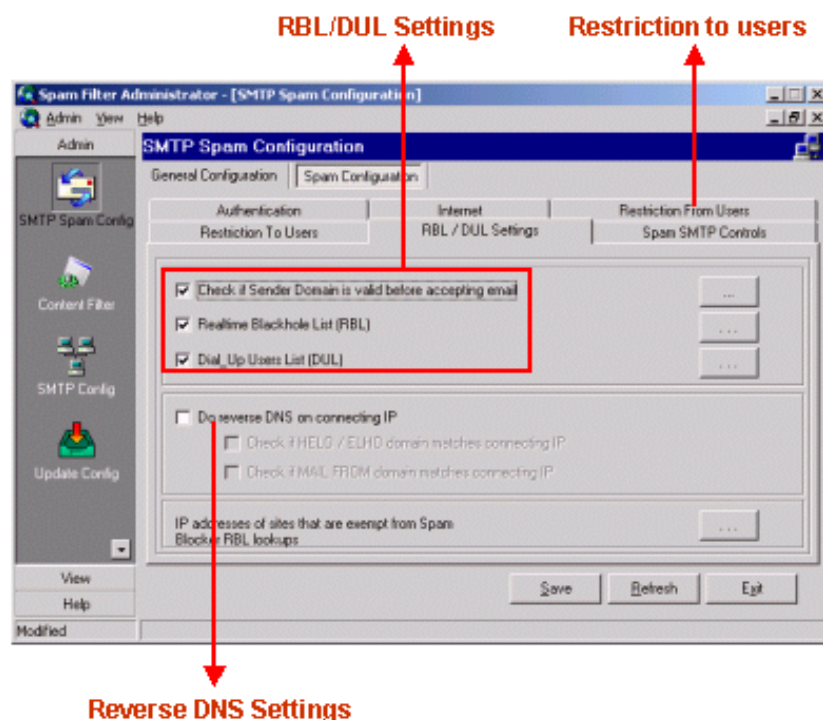 RBL/DUL Settings Restriction to users
Spam Filter Administrator - [SMTP Spam Configuration]
Admin View Help
Admin
SMTP Spam Configuration
General Configuration Spam Configuration
Authentication Internet Restriction From Users
Restriction To Users RBL / DUL Settings Spam SMTP Controls
SMTP Spam Config
Check if Sender Domain is valid before accepting email ...
Content Filter
Realtime Blackhole List (RBL) ...
Dial_Up Users List (DUL) ...
SMTP Config
Do reverse DNS on connecting IP
Check if HELO / ELHO domain matches connecting IP
Check if MAIL FROM domain matches connecting IP
Update Config
IP addresses of sites that are exempt from Spam
Blocker RBL lookups ...
View
Save Refresh Exit
Help
Modified
Reverse DNS Settings